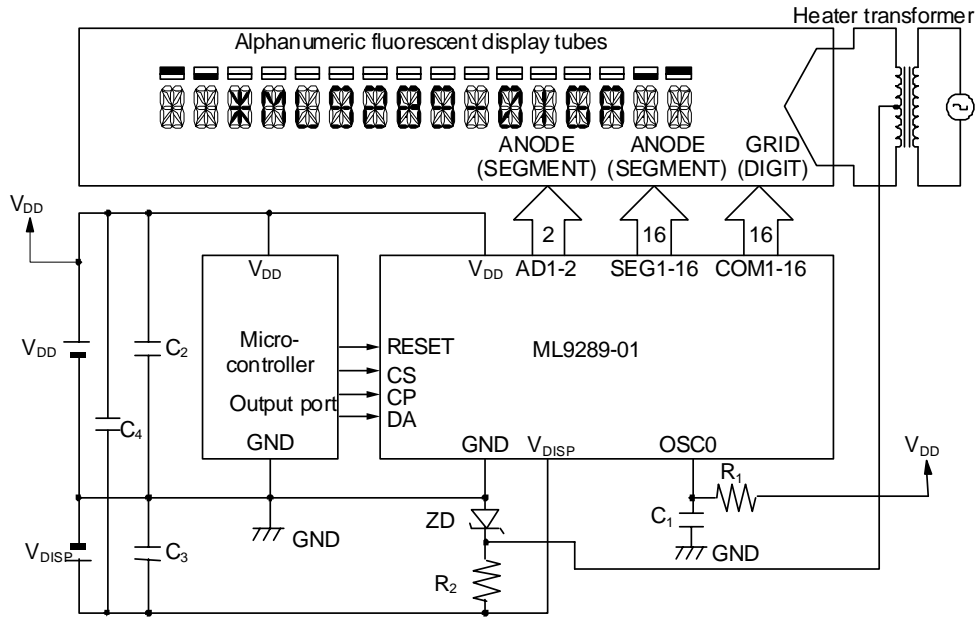 Heater transformer
Alphanumeric fluorescent display tubes
ANODE
(SEGMENT)
ANODE
(SEGMENT)
GRID
(DIGIT)
2
16
16
VDD
VDD
VDD
AD1-2
SEG1-16
COM1-16
VDD
C2
C4
Micro-
controller
Output port
GND
RESET
CS
CP
DA
ML9289-01
GND
VDISP
OSC0
R1
VDD
C1
GND
ZD
GND
VDISP
C3
R2